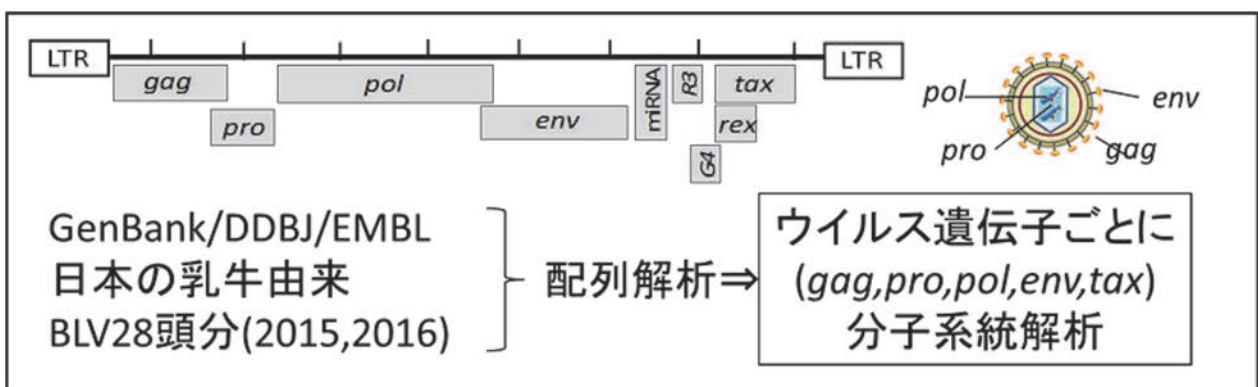 LTR
LTR
gag
pol
miRNA
R3
tax
pro
env
rex
G4
pol
env
pro
gag
GenBank/DDBJ/EMBL
日本の乳牛由来
BLV28頭分(2015,2016)
配列解析⇒
ウイルス遺伝子ごとに
(gag,pro,pol,env,tax)
分子系統解析